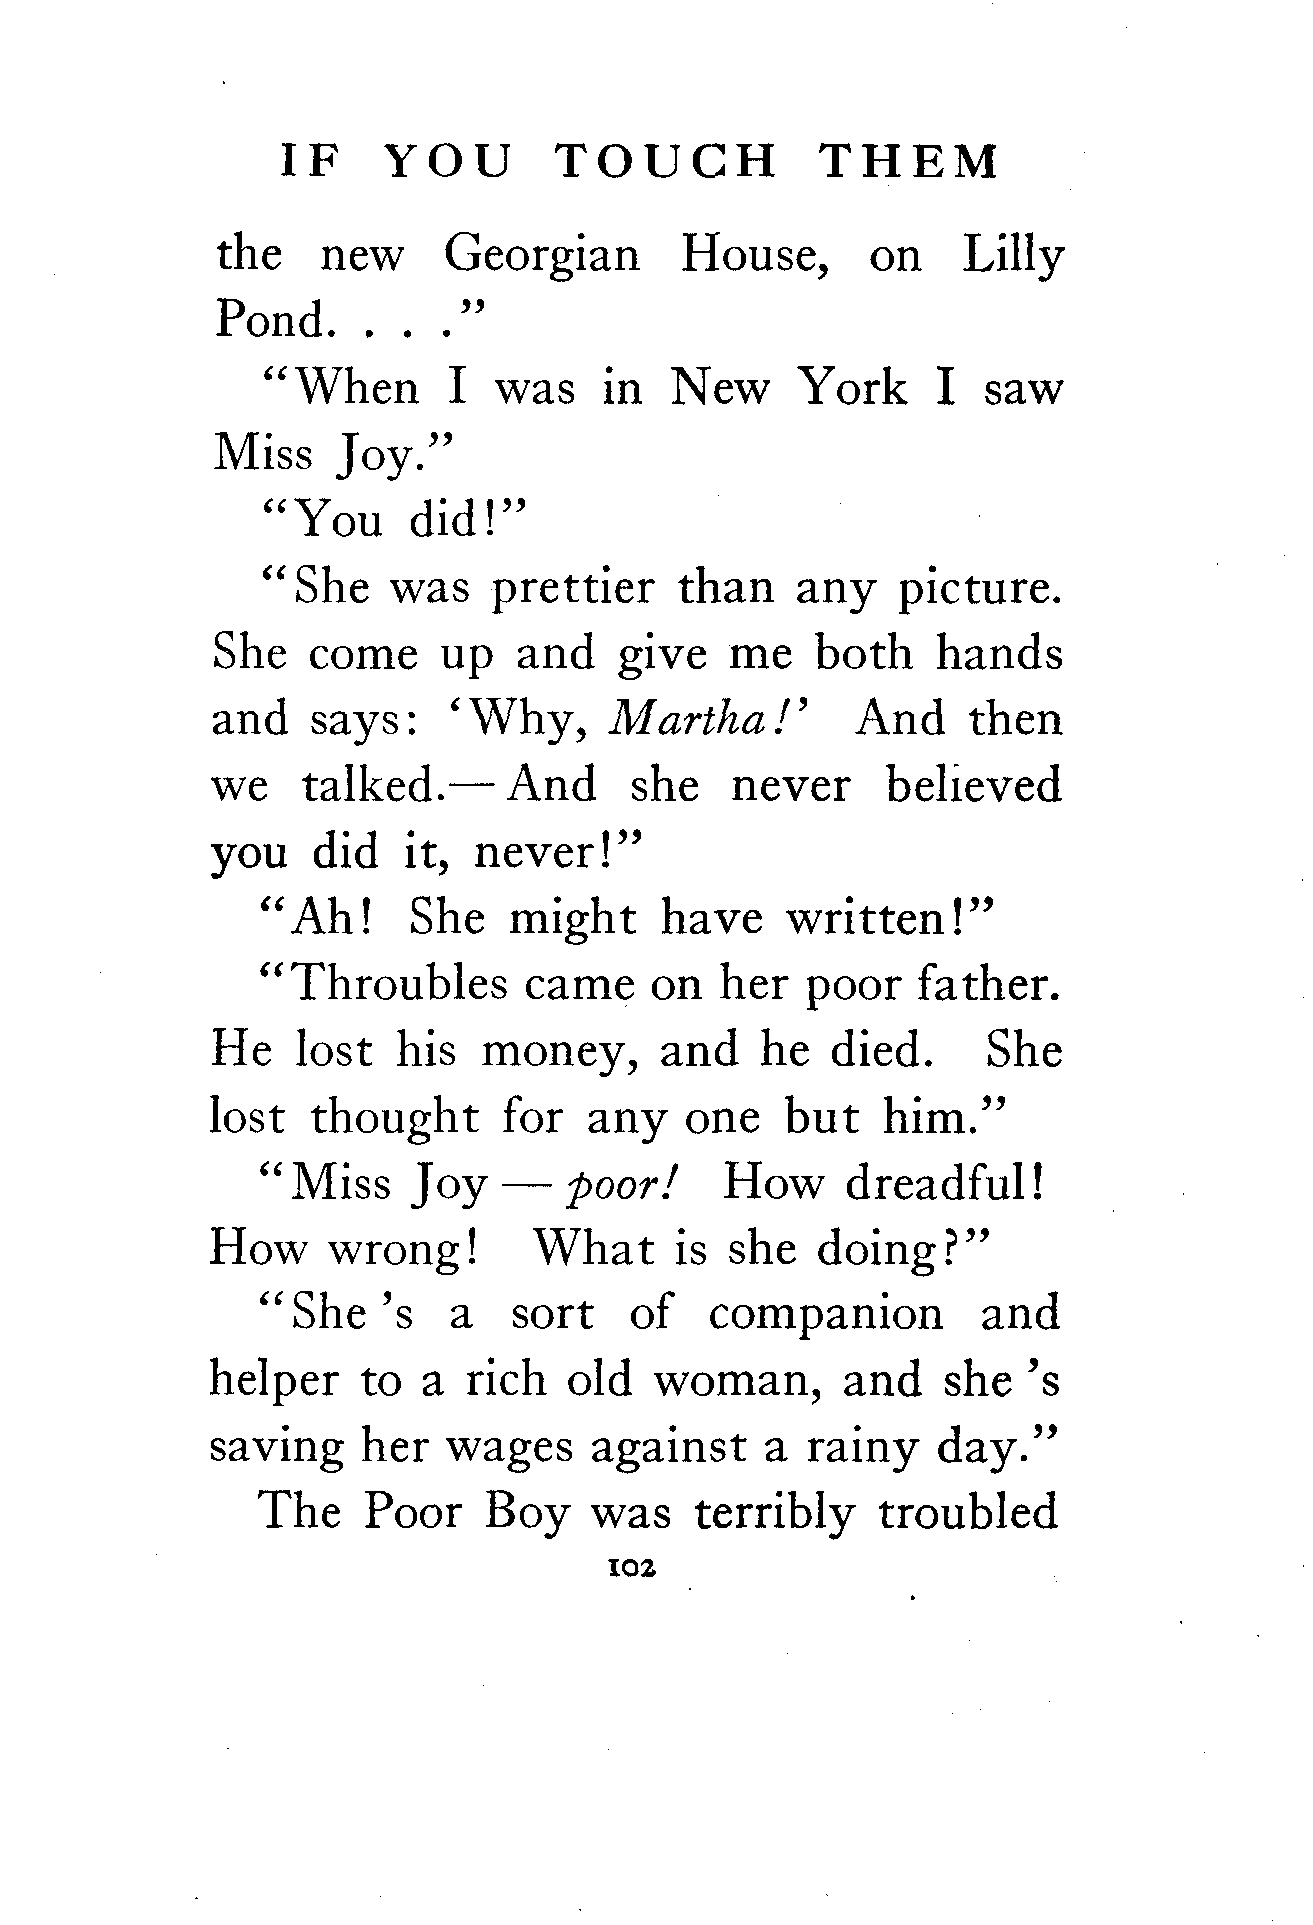 IF YOU TOUCH THEM
the new Georgian House, on Lilly
Pond. . . ."
"When I was in New York I saw
Miss Joy."
"You did!"
"She was prettier than any picture.
She come up and give me both hands
and says: 'Why, Martha!' And then
we talked.— And she never believed
you did it, never!"
"Ah! She might have written!"
"Throubles came on her poor father.
He lost his money, and he died. She
lost thought for any one but him."
"Miss Joy — poor! How dreadful!
How wrong! What is she doing?"
"She 's a sort of companion and
helper to a rich old woman, and she 's
saving her wages against a rainy day."
The Poor Boy was terribly troubled
102